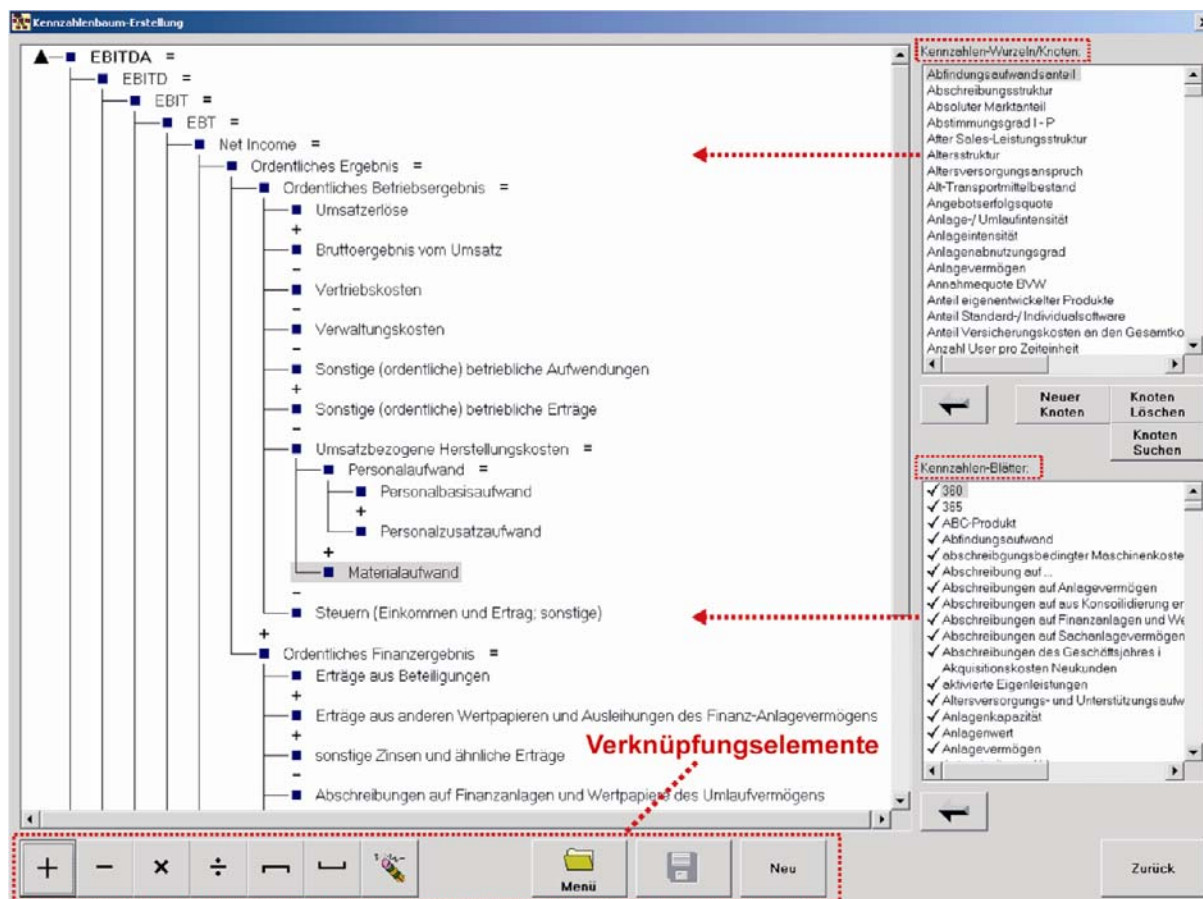 Kennzahlenbaum-Erstellung
EBITDA =
EBITD =
EBIT =
EBT =
Net Income =
Ordentliches Ergebnis =
Ordentliches Betriebsergebnis =
Umsatzerlöse
+
Bruttoergebnis vom Umsatz
–
Vertriebskosten
–
Verwaltungskosten
–
Sonstige (ordentliche) betriebliche Aufwendungen
+
Sonstige (ordentliche) betriebliche Erträge
–
Umsatzbezogene Herstellungskosten =
Personalaufwand =
Personalbasisaufwand
+
Personalzusatzaufwand
+
Materialaufwand
–
Steuern (Einkommen und Ertrag; sonstige)
+
Ordentliches Finanzergebnis =
Erträge aus Beteiligungen
+
Erträge aus anderen Wertpapieren und Ausleihungen des Finanz-Anlagevermögens
+
sonstige Zinsen und ähnliche Erträge
–
Abschreibungen auf Finanzanlagen und Wertpapiere des Umlaufvermögens
Verknüpfungselemente
Kennzahlen-Wurzeln/Knoten:
Abfindungsaufwandsanteil
Abschreibungsstruktur
Absoluter Marktanteil
Abstimmungsgrad I - P
After Sales-Leistungsstruktur
Altersstruktur
Altersversorgungsanspruch
Alt-Transportmittelbestand
Angebotserfolgsquote
Anlage-/ Umlaufintensität
Anlageintensität
Anlagenabnutzungsgrad
Anlagevermögen
Annahmequote BVW
Anteil eigenentwickelter Produkte
Anteil Standard-/ Individualsoftware
Anteil Versicherungskosten an den Gesamtko
Anzahl User pro Zeiteinheit
Neuer Knoten
Knoten Löschen
Knoten Suchen
Kennzahlen-Blätter:
360
365
ABC-Produkt
Abfindungsaufwand
abschreibgungsbedingter Maschinenkoste
Abschreibung auf ...
Abschreibungen auf Anlagevermögen
Abschreibungen auf aus Konsoilidierung er
Abschreibungen auf Finanzanlagen und We
Abschreibungen auf Sachanlagevermögen
Abschreibungen des Geschäftsjahres i
Akquisitionskosten Neukunden
aktivierte Eigenleistungen
Altersversorgungs- und Unterstützungsaufw
Anlagenkapazität
Anlagenwert
Anlagevermögen
+ – × ÷
Menü
Neu
Zurück